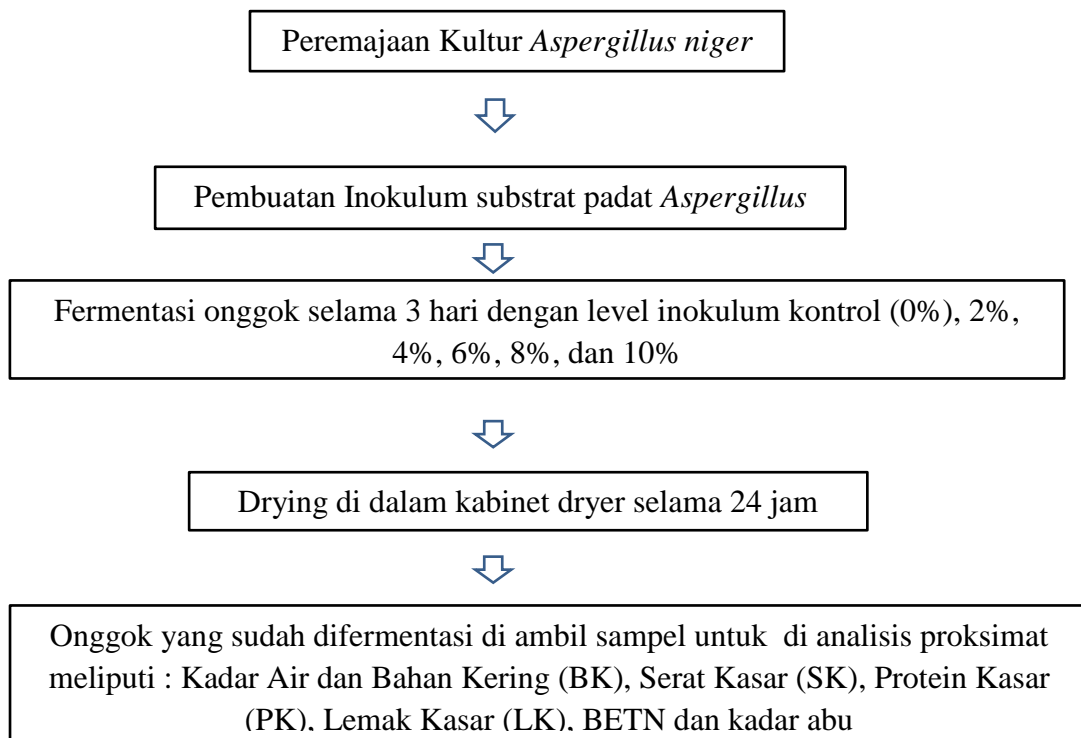 Peremajaan Kultur Aspergillus niger
Pembuatan Inokulum substrat padat Aspergillus
Fermentasi onggok selama 3 hari dengan level inokulum kontrol (0%), 2%,
4%, 6%, 8%, dan 10%
Drying di dalam kabinet dryer selama 24 jam
Onggok yang sudah difermentasi di ambil sampel untuk di analisis proksimat
meliputi : Kadar Air dan Bahan Kering (BK), Serat Kasar (SK), Protein Kasar
(PK), Lemak Kasar (LK), BETN dan kadar abu